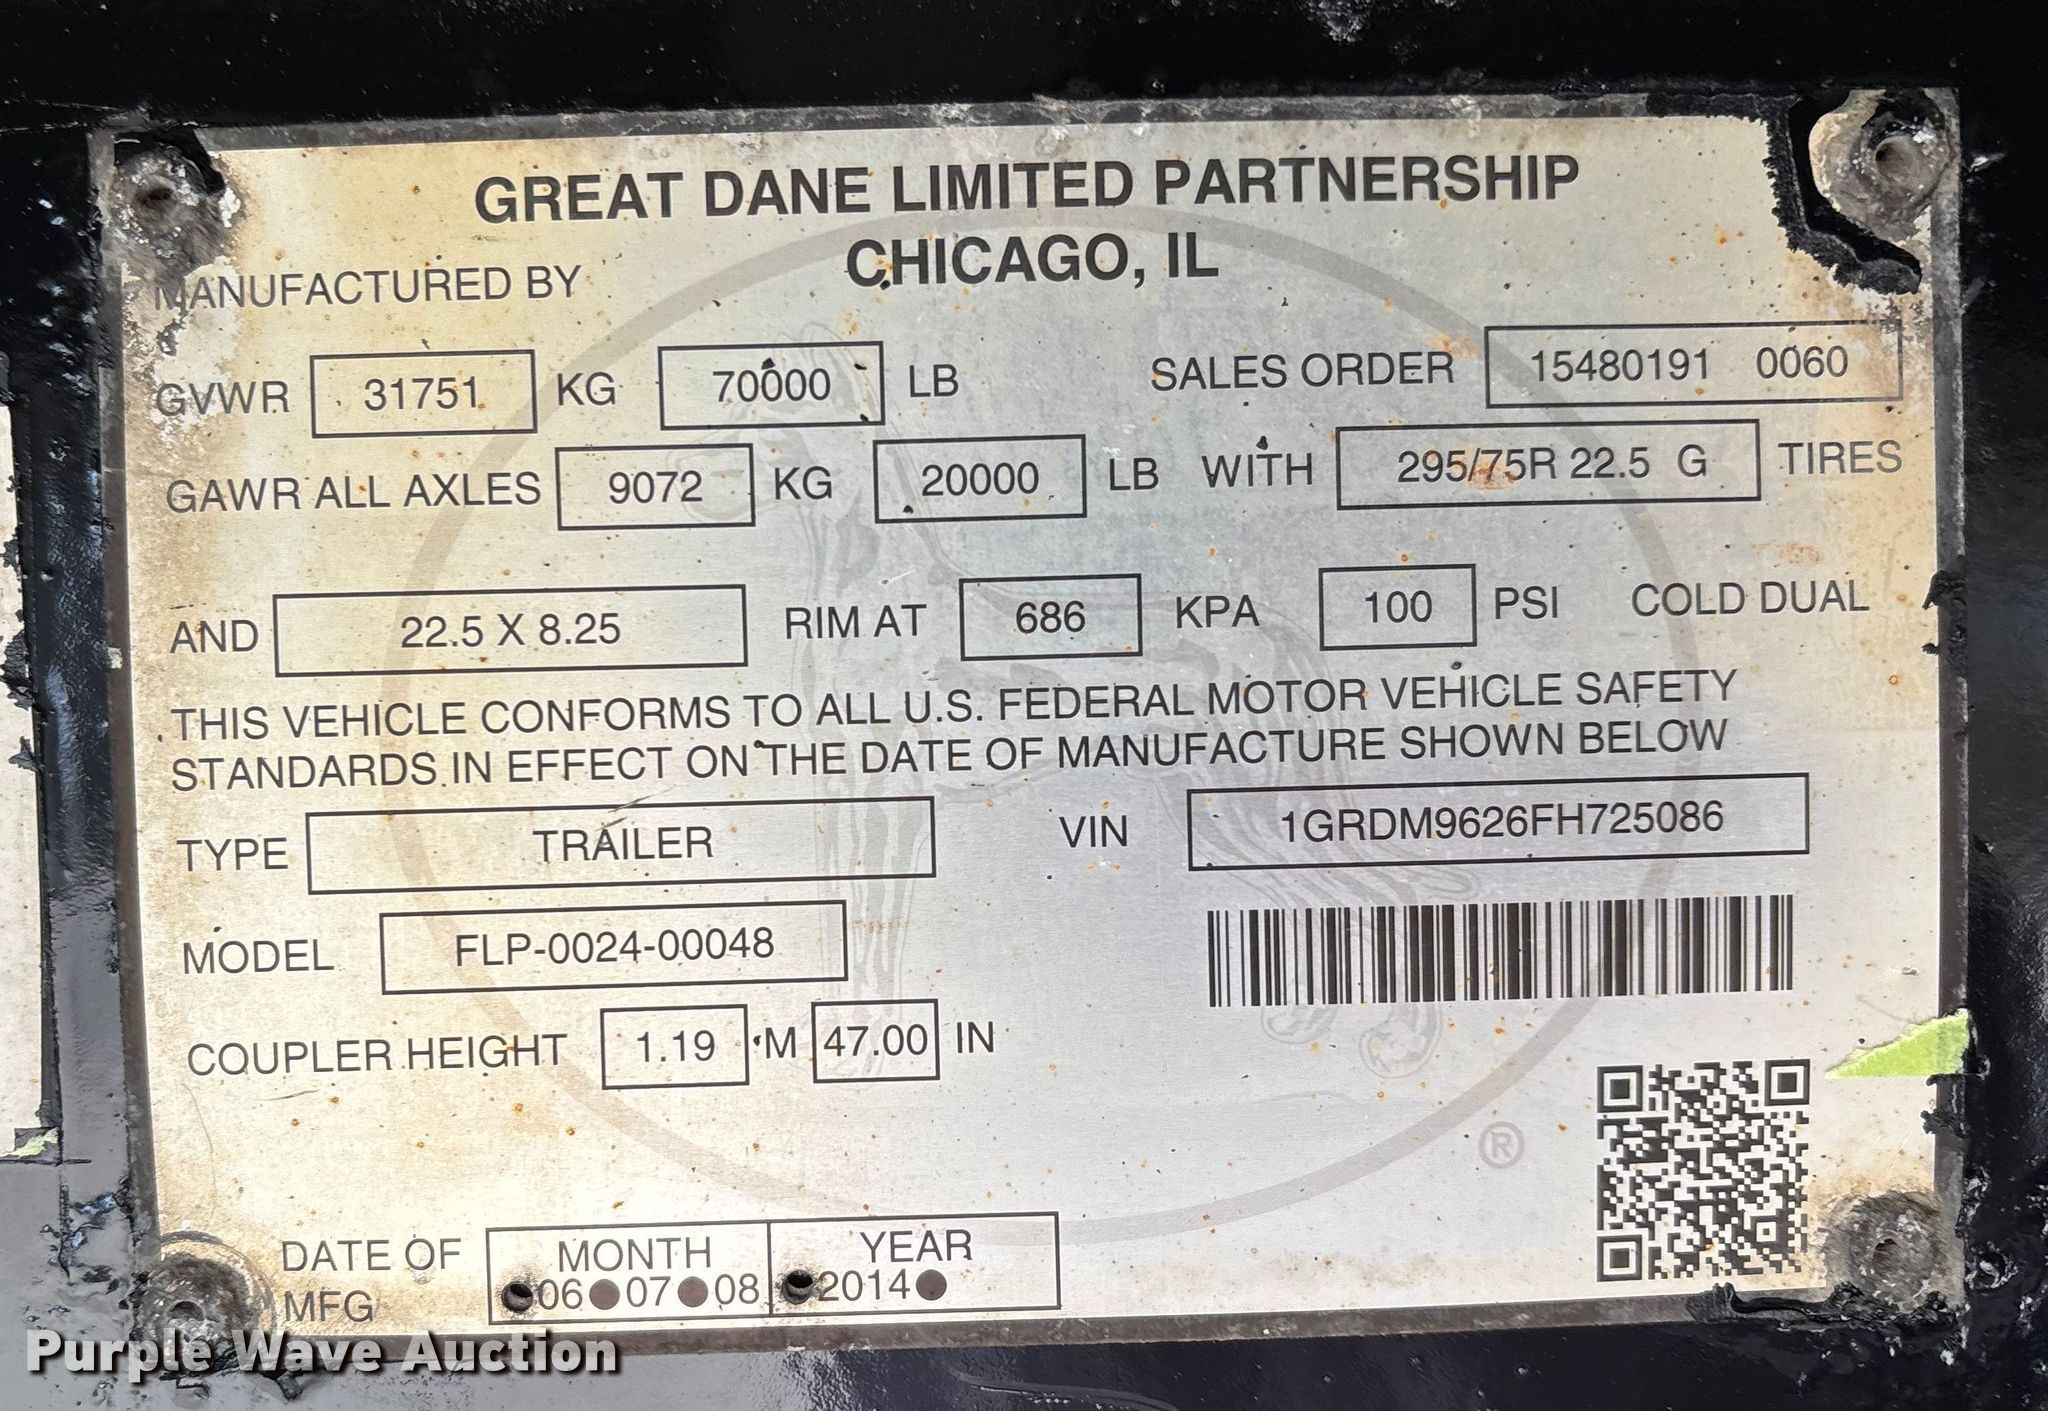 GREAT DANE LIMITED PARTNERSHIP
CHICAGO, IL
MANUFACTURED BY
GVWR 31751 KG 70000 LB SALES ORDER 15480191 0060
GAWR ALL AXLES 9072 KG 20000 LB WITH 295/75R 22.5 G TIRES
AND 22.5 X 8.25 RIM AT 686 KPA 100 PSI COLD DUAL
THIS VEHICLE CONFORMS TO ALL U.S. FEDERAL MOTOR VEHICLE SAFETY
STANDARDS IN EFFECT ON THE DATE OF MANUFACTURE SHOWN BELOW
TYPE TRAILER VIN 1GRDM9626FH725086
MODEL FLP-0024-00048
COUPLER HEIGHT 1.19 M 47.00 IN
®
DATE OF MFG
MONTH YEAR
06 07 08 2014
Purple Wave Auction